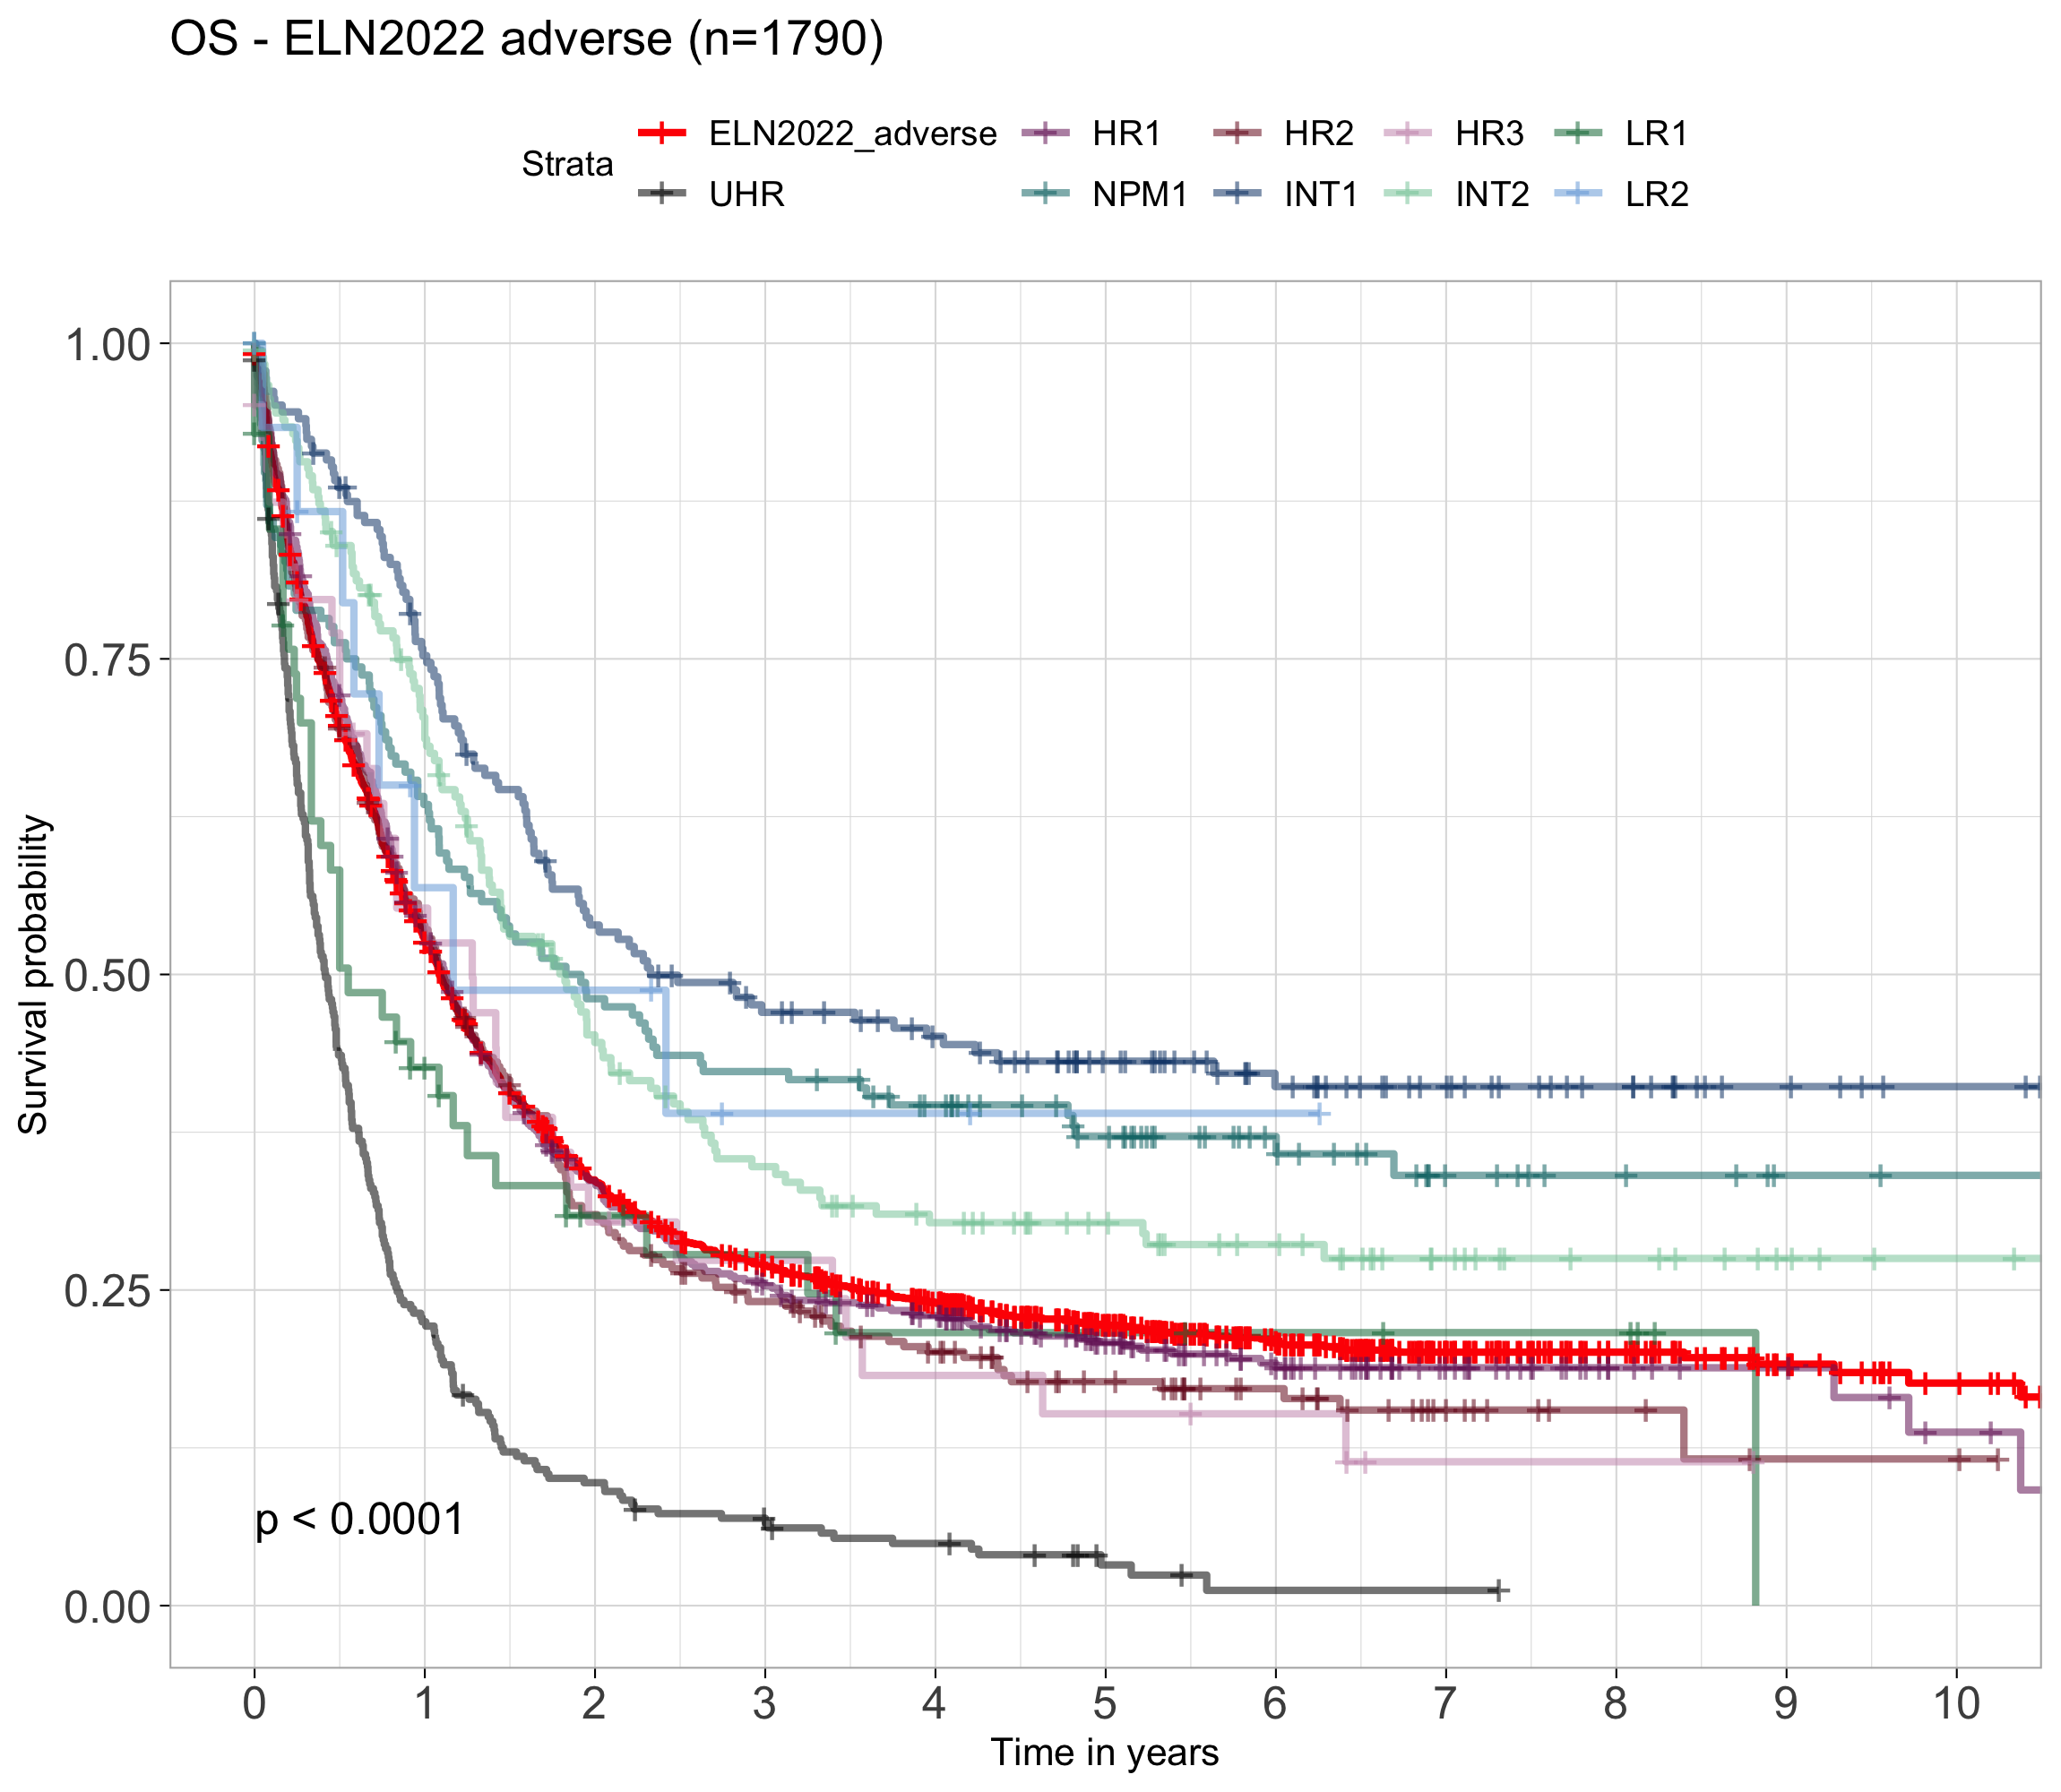 OS - ELN2022 adverse (n=1790)
Strata
ELN2022_adverse HR1 HR2 HR3 LR1
UHR NPM1 INT1 INT2 LR2
Survival probability
1.00
0.75
0.50
0.25
0.00
p < 0.0001
0 1 2 3 4 5 6 7 8 9 10
Time in years